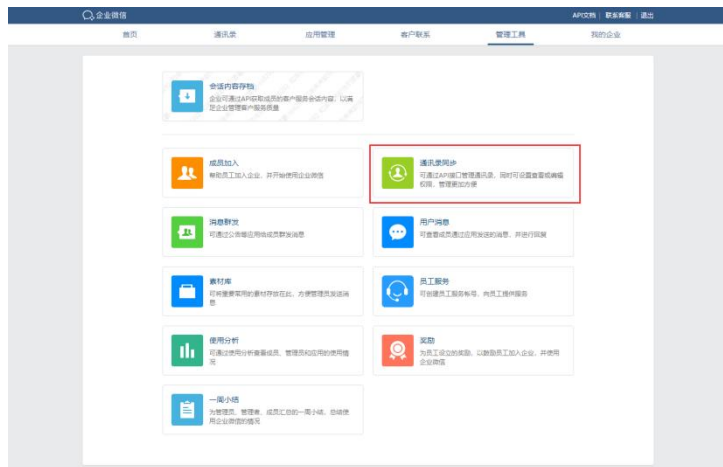 企业微信
API文档 | 联系客服 | 退出
首页 通讯录 应用管理 客户联系 管理工具 我的企业
会话内容存档
企业可通过API获取成员的客户服务会话内容，以满
足企业管理客户服务质量
成员加入
帮助员工加入企业，并开始使用企业微信
通讯录同步
可通过API接口管理通讯录，同时可设置查看或编辑
权限，管理更加方便
消息群发
可通过公告等应用给成员群发消息
用户消息
可查看成员通过应用发送的消息，并进行回复
素材库
可将重要常用的素材存放在此，方便管理员发送消
息
员工服务
可创建员工服务帐号，向员工提供服务
使用分析
可通过使用分析查看成员、管理员和应用的使用情
况
奖励
为员工设立的奖励，以鼓励员工加入企业，并使用
企业微信
一周小结
为管理员、管理者、成员汇总的一周小结，总结使
用企业微信的情况